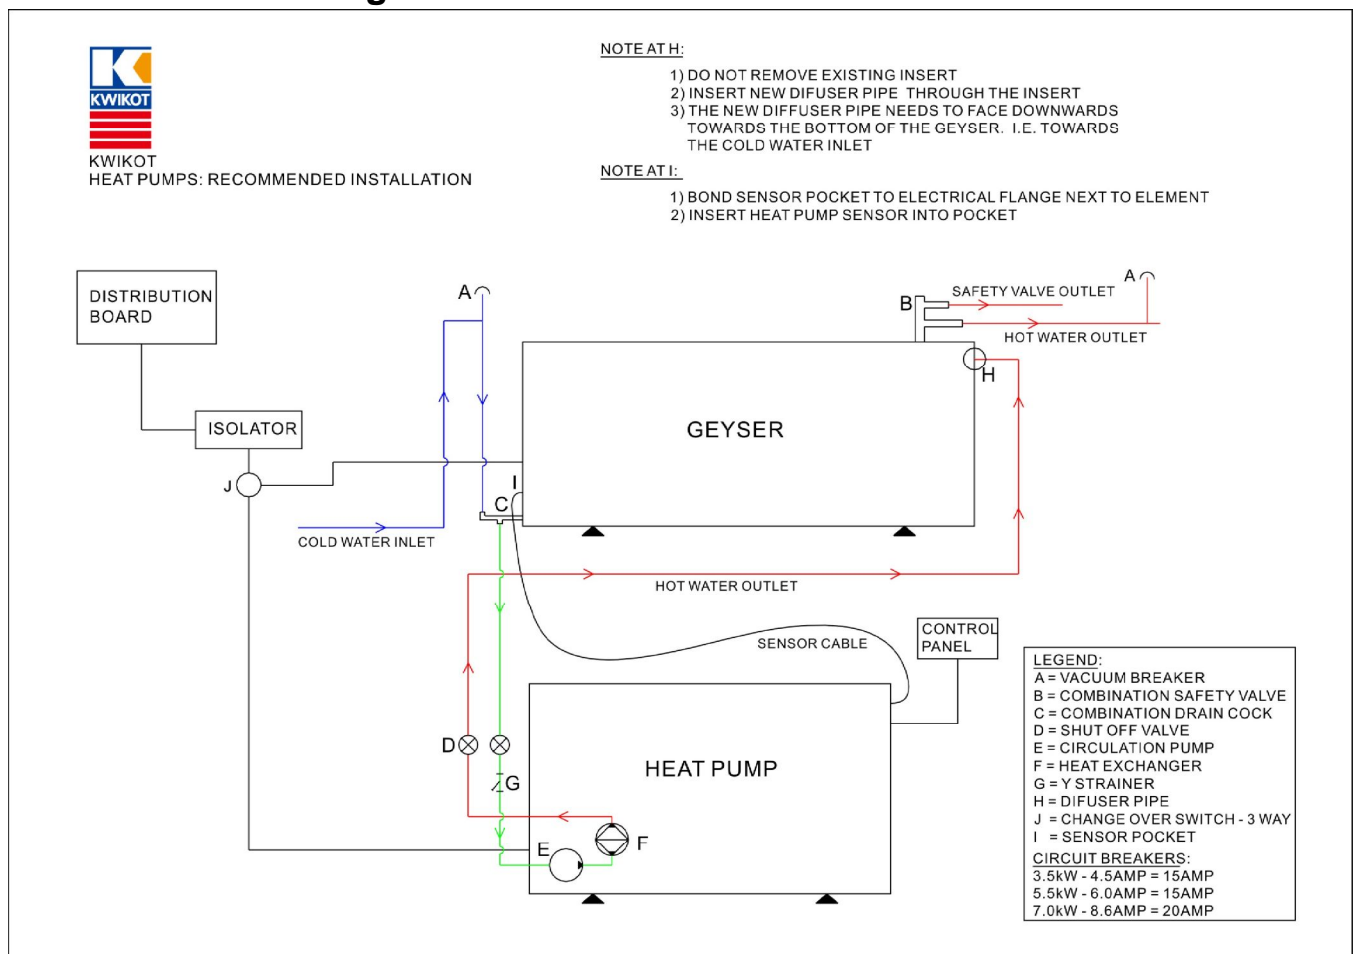 KWIKOT
KWIKOT
HEAT PUMPS: RECOMMENDED INSTALLATION
NOTE AT H:
1) DO NOT REMOVE EXISTING INSERT
2) INSERT NEW DIFUSER PIPE THROUGH THE INSERT
3) THE NEW DIFFUSER PIPE NEEDS TO FACE DOWNWARDS
TOWARDS THE BOTTOM OF THE GEYSER. I.E. TOWARDS
THE COLD WATER INLET
NOTE AT I:
1) BOND SENSOR POCKET TO ELECTRICAL FLANGE NEXT TO ELEMENT
2) INSERT HEAT PUMP SENSOR INTO POCKET
DISTRIBUTION
BOARD
A
B
SAFETY VALVE OUTLET
A
HOT WATER OUTLET
H
ISOLATOR
GEYSER
J
I
C
COLD WATER INLET
HOT WATER OUTLET
SENSOR CABLE
CONTROL
PANEL
D
G
HEAT PUMP
E
F
LEGEND:
A = VACUUM BREAKER
B = COMBINATION SAFETY VALVE
C = COMBINATION DRAIN COCK
D = SHUT OFF VALVE
E = CIRCULATION PUMP
F = HEAT EXCHANGER
G = Y STRAINER
H = DIFUSER PIPE
J = CHANGE OVER SWITCH - 3 WAY
I = SENSOR POCKET
CIRCUIT BREAKERS:
3.5kW - 4.5AMP = 15AMP
5.5kW - 6.0AMP = 15AMP
7.0kW - 8.6AMP = 20AMP